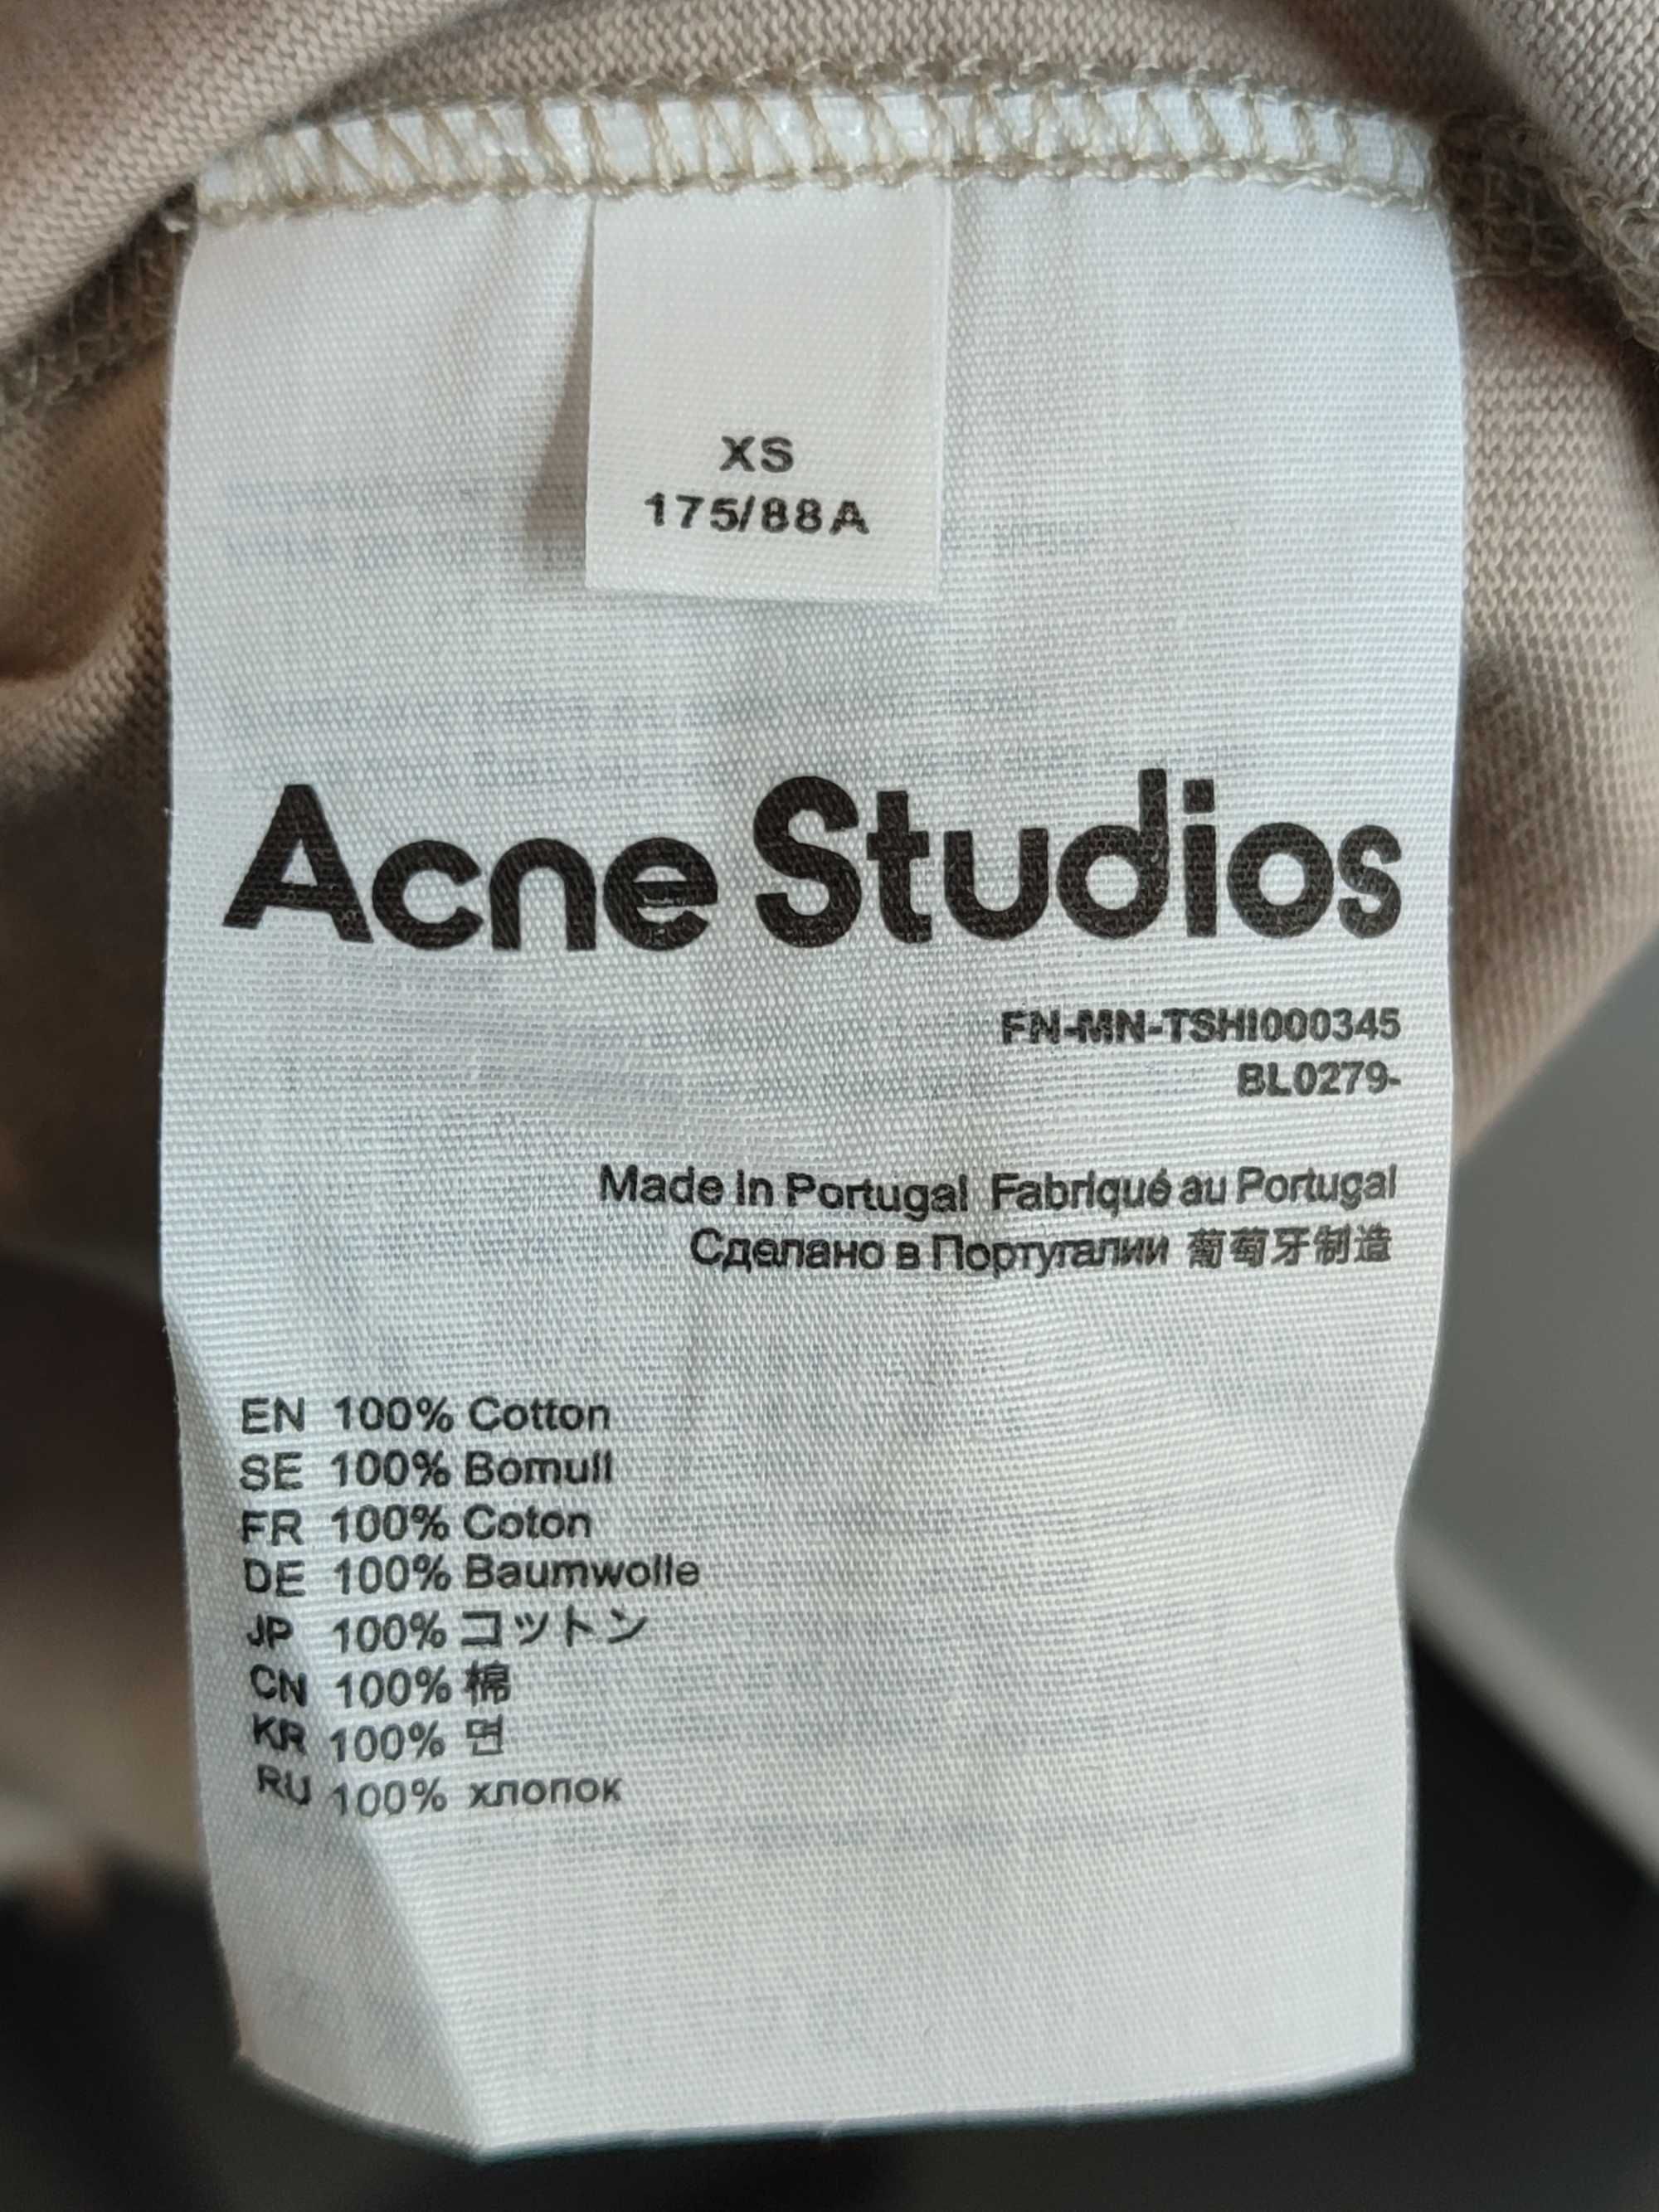 XS
175/88A
Acne Studios
FN-MN-TSHI000345
BL0279-
Made in Portugal Fabriqué au Portugal
Сделано в Португалии 葡萄牙制造
EN 100% Cotton
SE 100% Bomull
FR 100% Coton
DE 100% Baumwolle
JP 100% コットン
CN 100% 棉
KR 100% 면
RU 100% хлопок